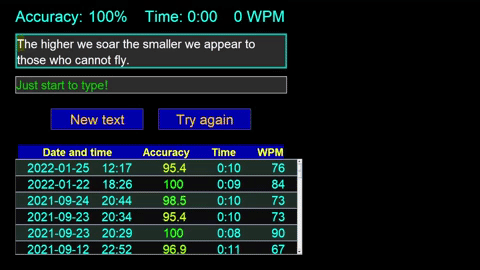 Accuracy: 100% Time: 0:00 0 WPM
The higher we soar the smaller we appear to
those who cannot fly.
Just start to type!
New text Try again
Date and time Accuracy Time WPM
2022-01-25 12:17 95.4 0:10 76
2022-01-22 18:26 100 0:09 84
2021-09-24 20:44 98.5 0:10 73
2021-09-23 20:34 95.4 0:10 73
2021-09-23 20:29 100 0:08 90
2021-09-12 22:52 96.9 0:11 67